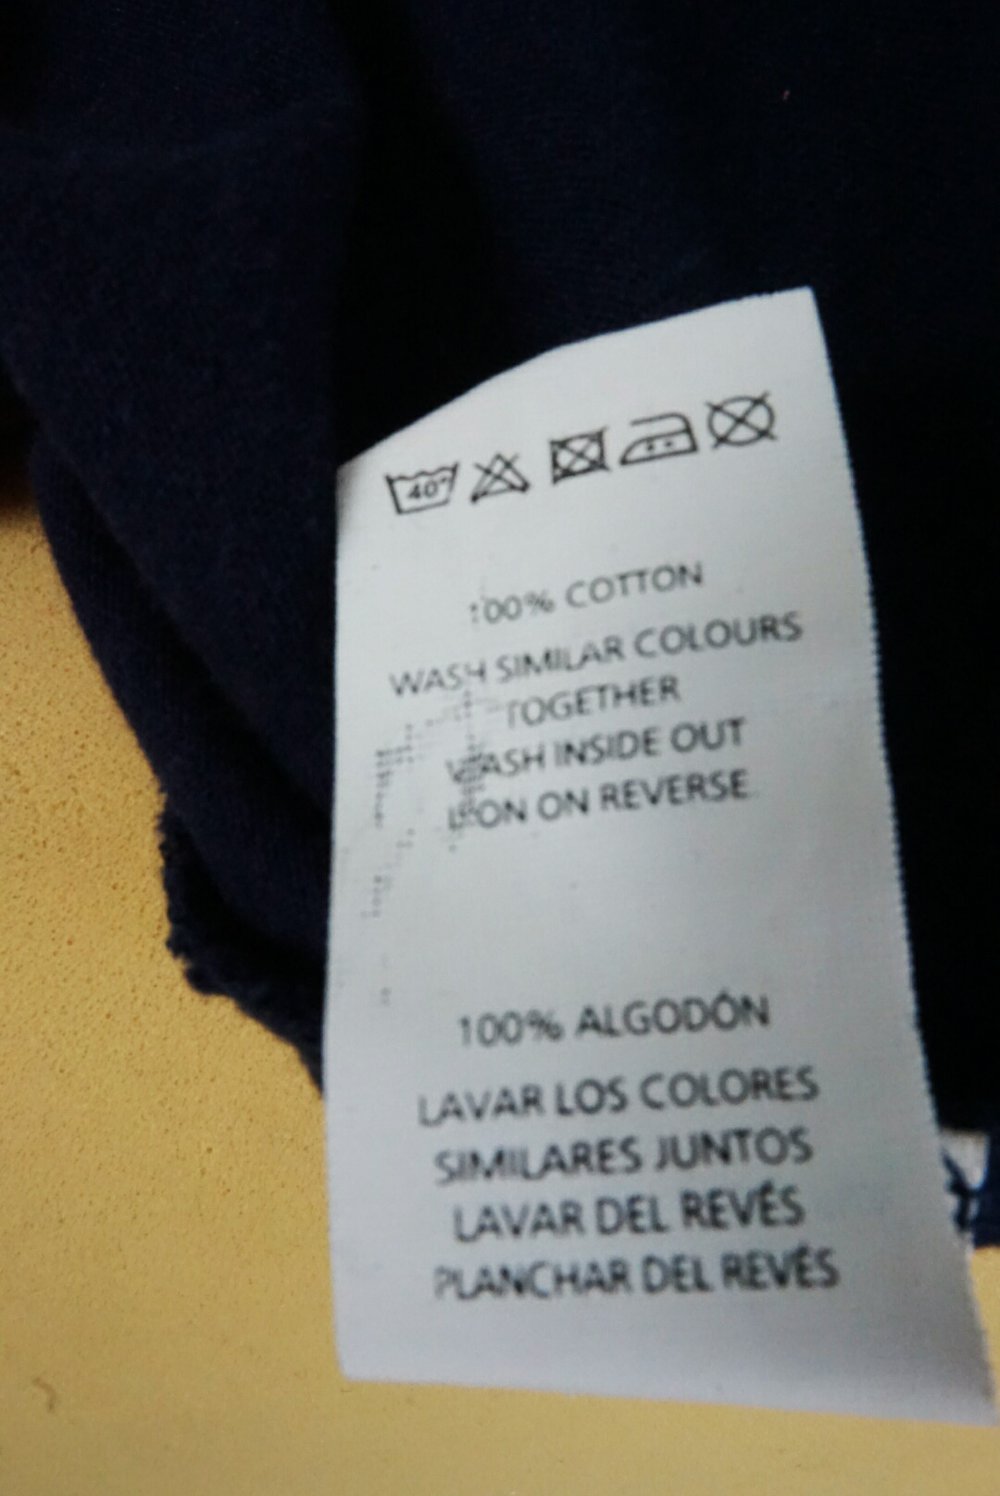 40°
100% COTTON
WASH SIMILAR COLOURS
TOGETHER
WASH INSIDE OUT
IRON ON REVERSE
100% ALGODÓN
LAVAR LOS COLORES
SIMILARES JUNTOS
LAVAR DEL REVÉS
PLANCHAR DEL REVÉS